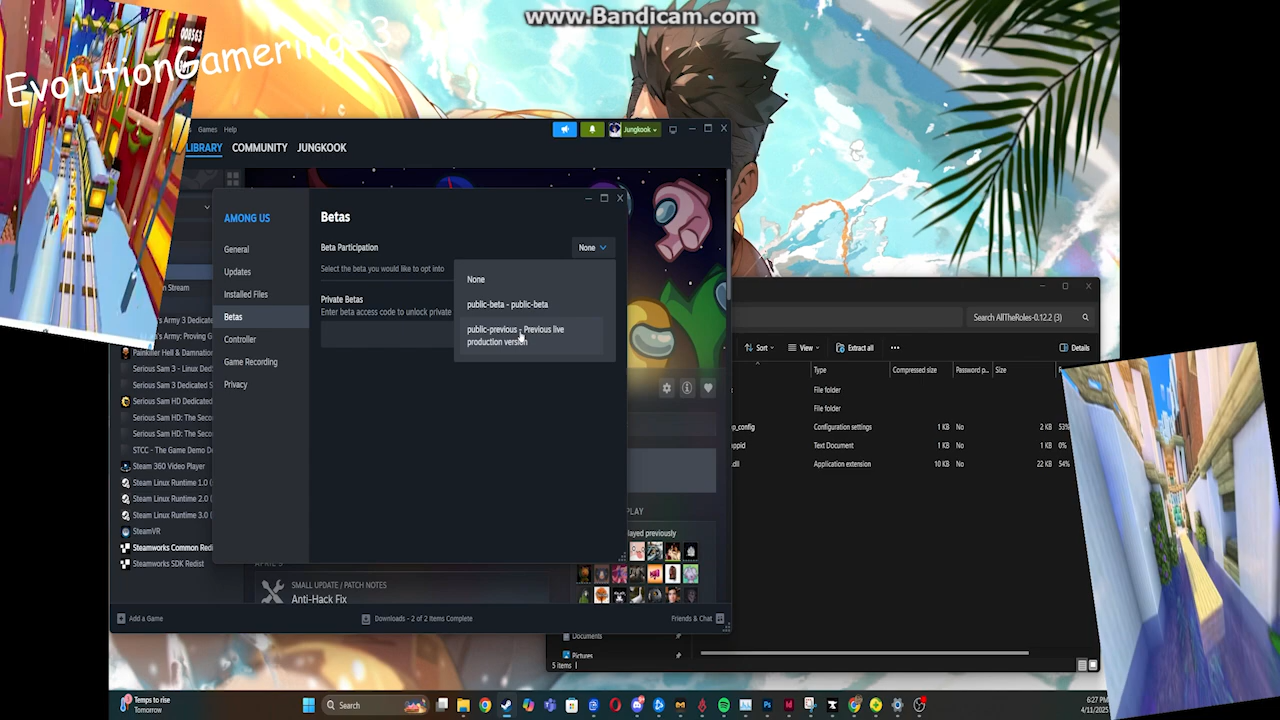 www.Bandicam.com
000563
EvolutionGamering33
Games Help
Jungkook
LIBRARY COMMUNITY JUNGKOOK
AMONG US
General
Updates
Installed Files
Betas
Controller
Game Recording
Privacy
Betas
Beta Participation
None
Select the beta you would like to opt into
Private Betas
Enter beta access code to unlock private
None
public-beta - public-beta
public-previous - Previous live
production version
Stream
Painkiller Hell & Damnation
Serious Sam 3 - Linux Ded
Serious Sam 3 Dedicated S
Serious Sam HD Dedicated
Serious Sam HD: The Seco
Serious Sam HD: The Seco
STCC - The Game Demo D
Steam 360 Video Player
Steam Linux Runtime 1.0
Steam Linux Runtime 2.0
Steam Linux Runtime 3.0
SteamVR
Steamworks Common Redi
Steamworks SDK Redist
PLAY
played previously
SMALL UPDATE / PATCH NOTES
Anti-Hack Fix
Add a Game
Downloads - 2 of 2 Items Complete
Friends & Chat
Search AllTheRoles-0.12.2 (3)
Sort
View
Extract all
Details
Type
Compressed size
Password p...
Size
File folder
File folder
p_config Configuration settings 1 KB No 2 KB 53%
ppid Text Document 1 KB No 1 KB 0%
.dll Application extension 10 KB No 22 KB 54%
Documents
Pictures
5 items
Temps to rise
Tomorrow
Search
6:27 PM
4/11/2025